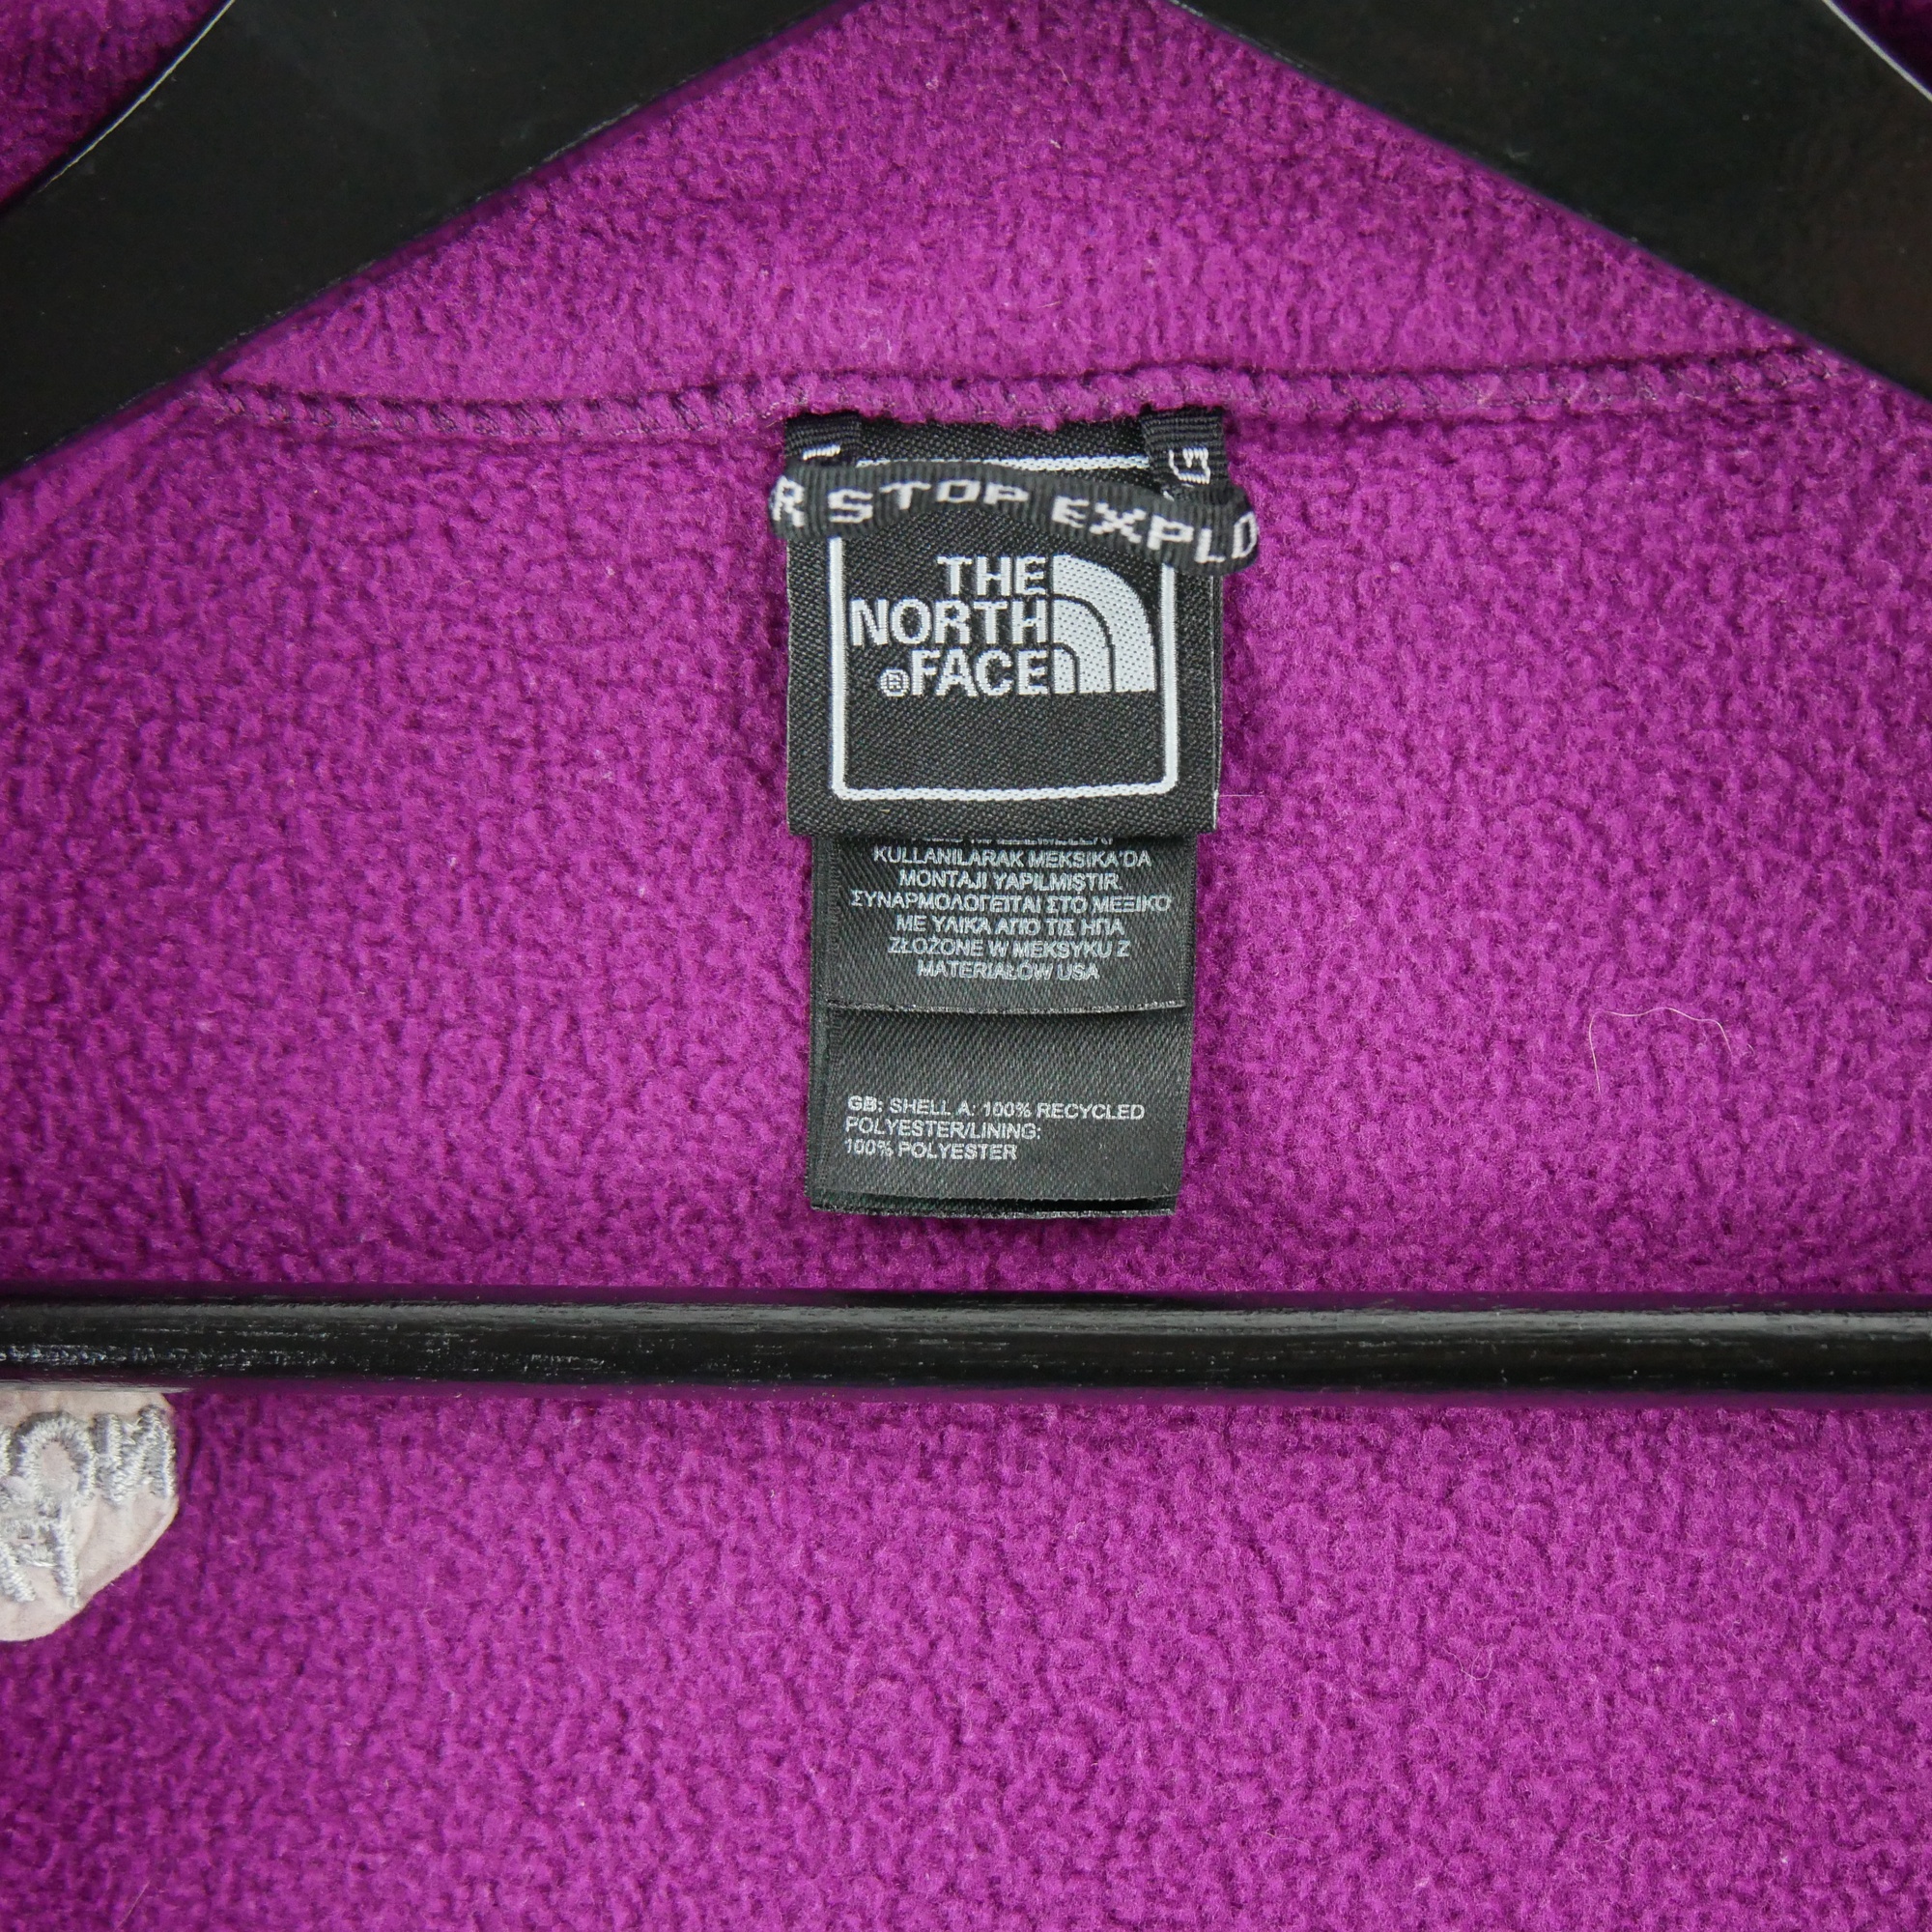 R STOP EXPLO
THE
NORTH
®FACE
KULLANILARAK MEKSIKA'DA
MONTAJI YAPILMISTIR.
ΣΥΝΑΡΜΟΛΟΓΕΙΤΑΙ ΣΤΟ ΜΕΞΙΚΟ
ΜΕ ΥΛΙΚΑ ΑΠΟ ΤΙΣ ΗΠΑ
ZŁOŻONE W MEKSYKU Z
MATERIAŁÓW USA
GB: SHELL A: 100% RECYCLED
POLYESTER/LINING:
100% POLYESTER